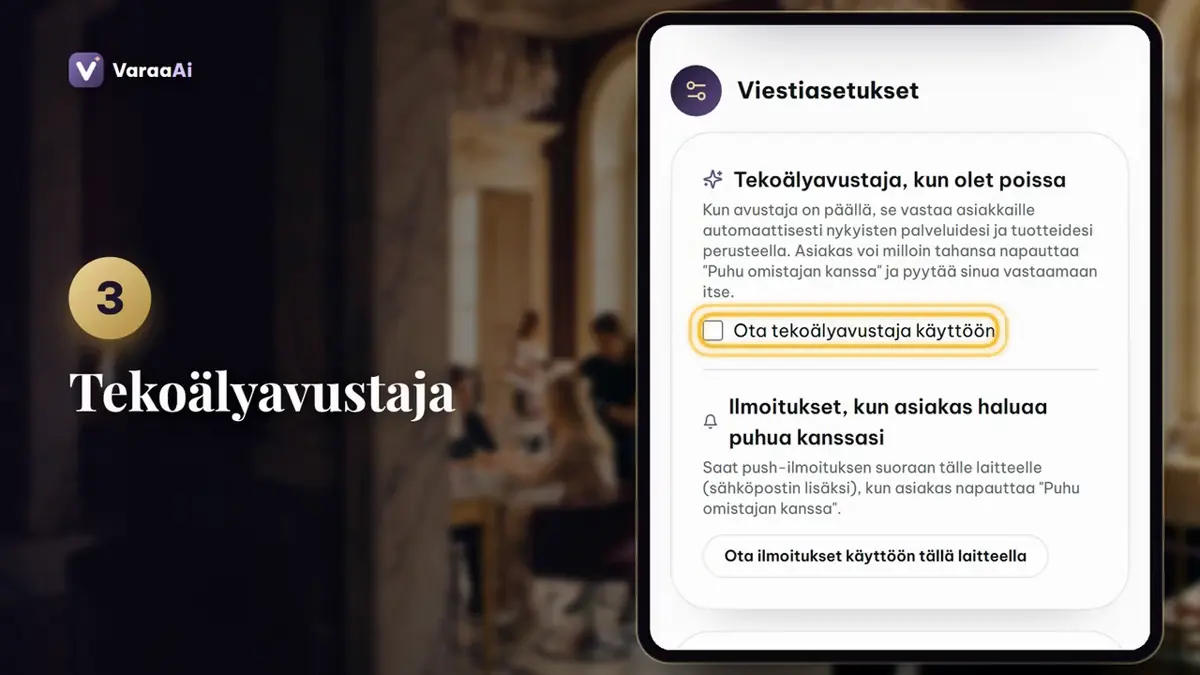 VaraaAi
3
Tekoälyavustaja
Viestiasetukset
Tekoälyavustaja, kun olet poissa
Kun avustaja on päällä, se vastaa asiakkaille
automaattisesti nykyisten palveluidesi ja tuotteidesi
perusteella. Asiakas voi milloin tahansa napauttaa
"Puhu omistajan kanssa" ja pyytää sinua vastaamaan
itse.
Ota tekoälyavustaja käyttöön
Ilmoitukset, kun asiakas haluaa
puhua kanssasi
Saat push-ilmoituksen suoraan tälle laitteelle
(sähköpostin lisäksi), kun asiakas napauttaa "Puhu
omistajan kanssa".
Ota ilmoitukset käyttöön tällä laitteella